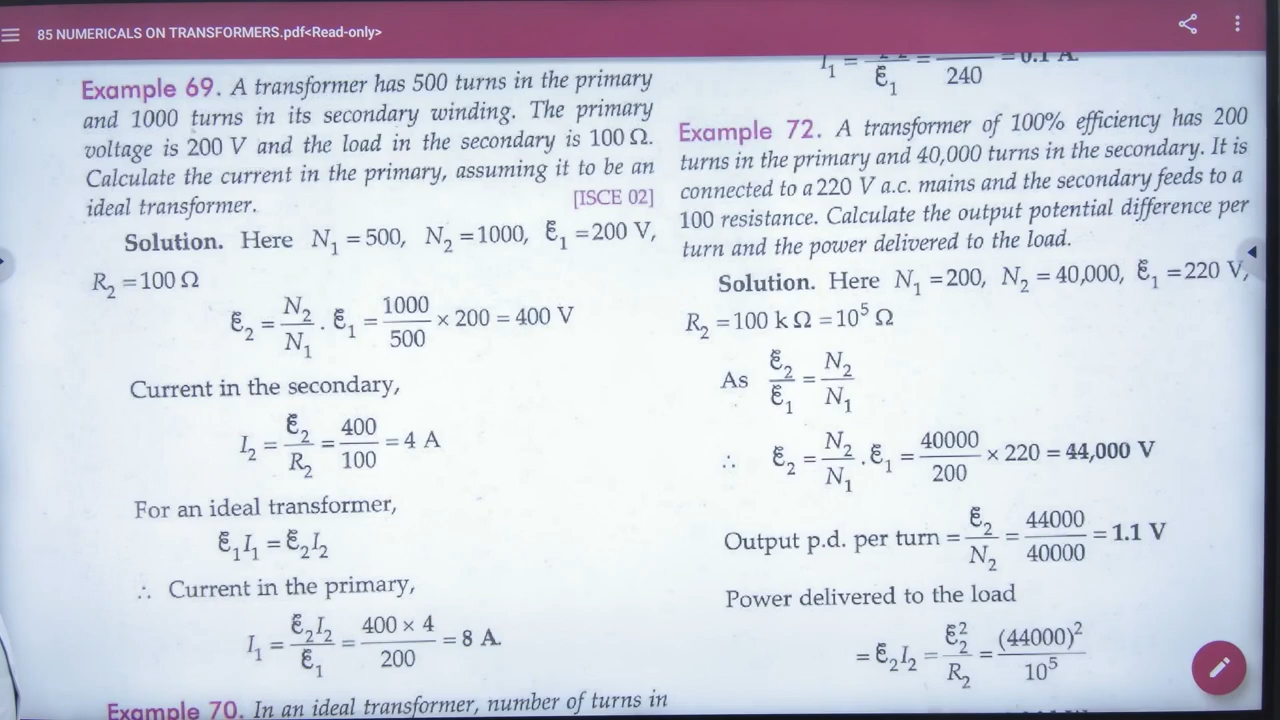 85 NUMERICALS ON TRANSFORMERS.pdf<Read-only>
Example 69. A transformer has 500 turns in the primary
and 1000 turns in its secondary winding. The primary
voltage is 200 V and the load in the secondary is 100 Ω.
Calculate the current in the primary, assuming it to be an
ideal transformer. [ISCE 02]
Solution. Here N₁ = 500, N₂ = 1000, ℰ₁ = 200 V,
R₂ = 100 Ω
ℰ₂ = N₂/N₁ . ℰ₁ = 1000/500 × 200 = 400 V
Current in the secondary,
I₂ = ℰ₂/R₂ = 400/100 = 4 A
For an ideal transformer,
ℰ₁I₁ = ℰ₂I₂
∴ Current in the primary,
I₁ = ℰ₂I₂/ℰ₁ = 400 × 4/200 = 8 A.
Example 70. In an ideal transformer, number of turns in
I₁ = /ℰ₁ = /240 = 0.1 A.
Example 72. A transformer of 100% efficiency has 200
turns in the primary and 40,000 turns in the secondary. It is
connected to a 220 V a.c. mains and the secondary feeds to a
100 resistance. Calculate the output potential difference per
turn and the power delivered to the load.
Solution. Here N₁ = 200, N₂ = 40,000, ℰ₁ = 220 V,
R₂ = 100 k Ω = 10⁵ Ω
As ℰ₂/ℰ₁ = N₂/N₁
∴ ℰ₂ = N₂/N₁ . ℰ₁ = 40000/200 × 220 = 44,000 V
Output p.d. per turn = ℰ₂/N₂ = 44000/40000 = 1.1 V
Power delivered to the load
= ℰ₂I₂ = ℰ₂²/R₂ = (44000)²/10⁵